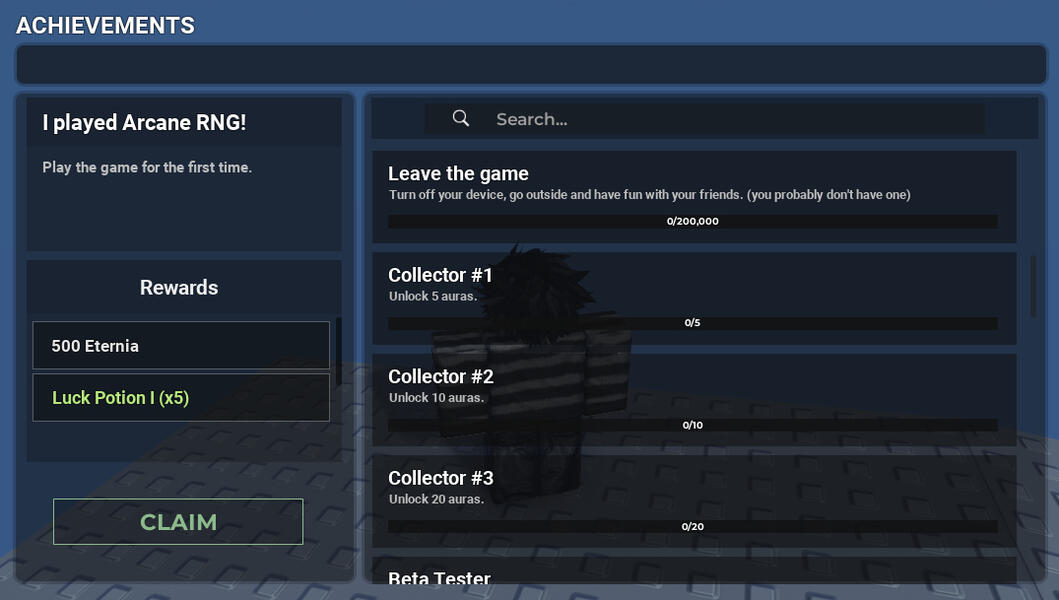 ACHIEVEMENTS
I played Arcane RNG!
Play the game for the first time.
Rewards
500 Eternia
Luck Potion I (x5)
CLAIM
Search...
Leave the game
Turn off your device, go outside and have fun with your friends. (you probably don't have one)
0/200,000
Collector #1
Unlock 5 auras.
0/5
Collector #2
Unlock 10 auras.
0/10
Collector #3
Unlock 20 auras.
0/20
Beta Tester